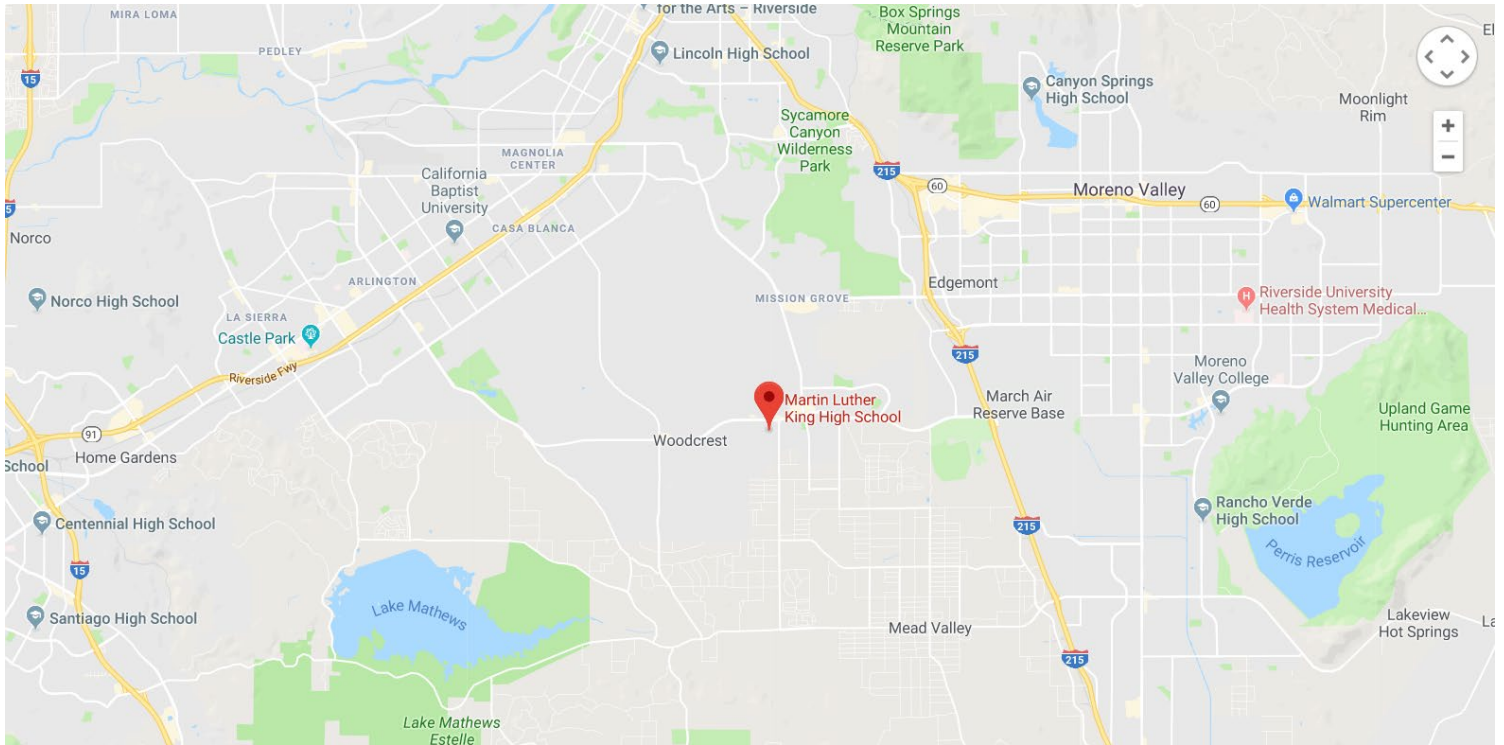 MIRA LOMA
for the Arts – Riverside
Box Springs
Mountain
Reserve Park
PEDLEY
Lincoln High School
15
Canyon Springs
High School
Moonlight
Rim
+
−
Sycamore
Canyon
Wilderness
Park
MAGNOLIA
CENTER
California
Baptist
University
215
60
Moreno Valley
60
Walmart Supercenter
5
Norco
CASA BLANCA
ARLINGTON
Edgemont
Norco High School
MISSION GROVE
Riverside University
Health System Medical...
LA SIERRA
Castle Park
Riverside Fwy
215
Moreno
Valley College
March Air
Reserve Base
Martin Luther
King High School
Upland Game
Hunting Area
91
Woodcrest
Home Gardens
School
Centennial High School
215
Rancho Verde
High School
Perris Reservoir
15
Lake Mathews
Santiago High School
Mead Valley
Lakeview
Hot Springs
La
215
Lake Mathews
Estelle